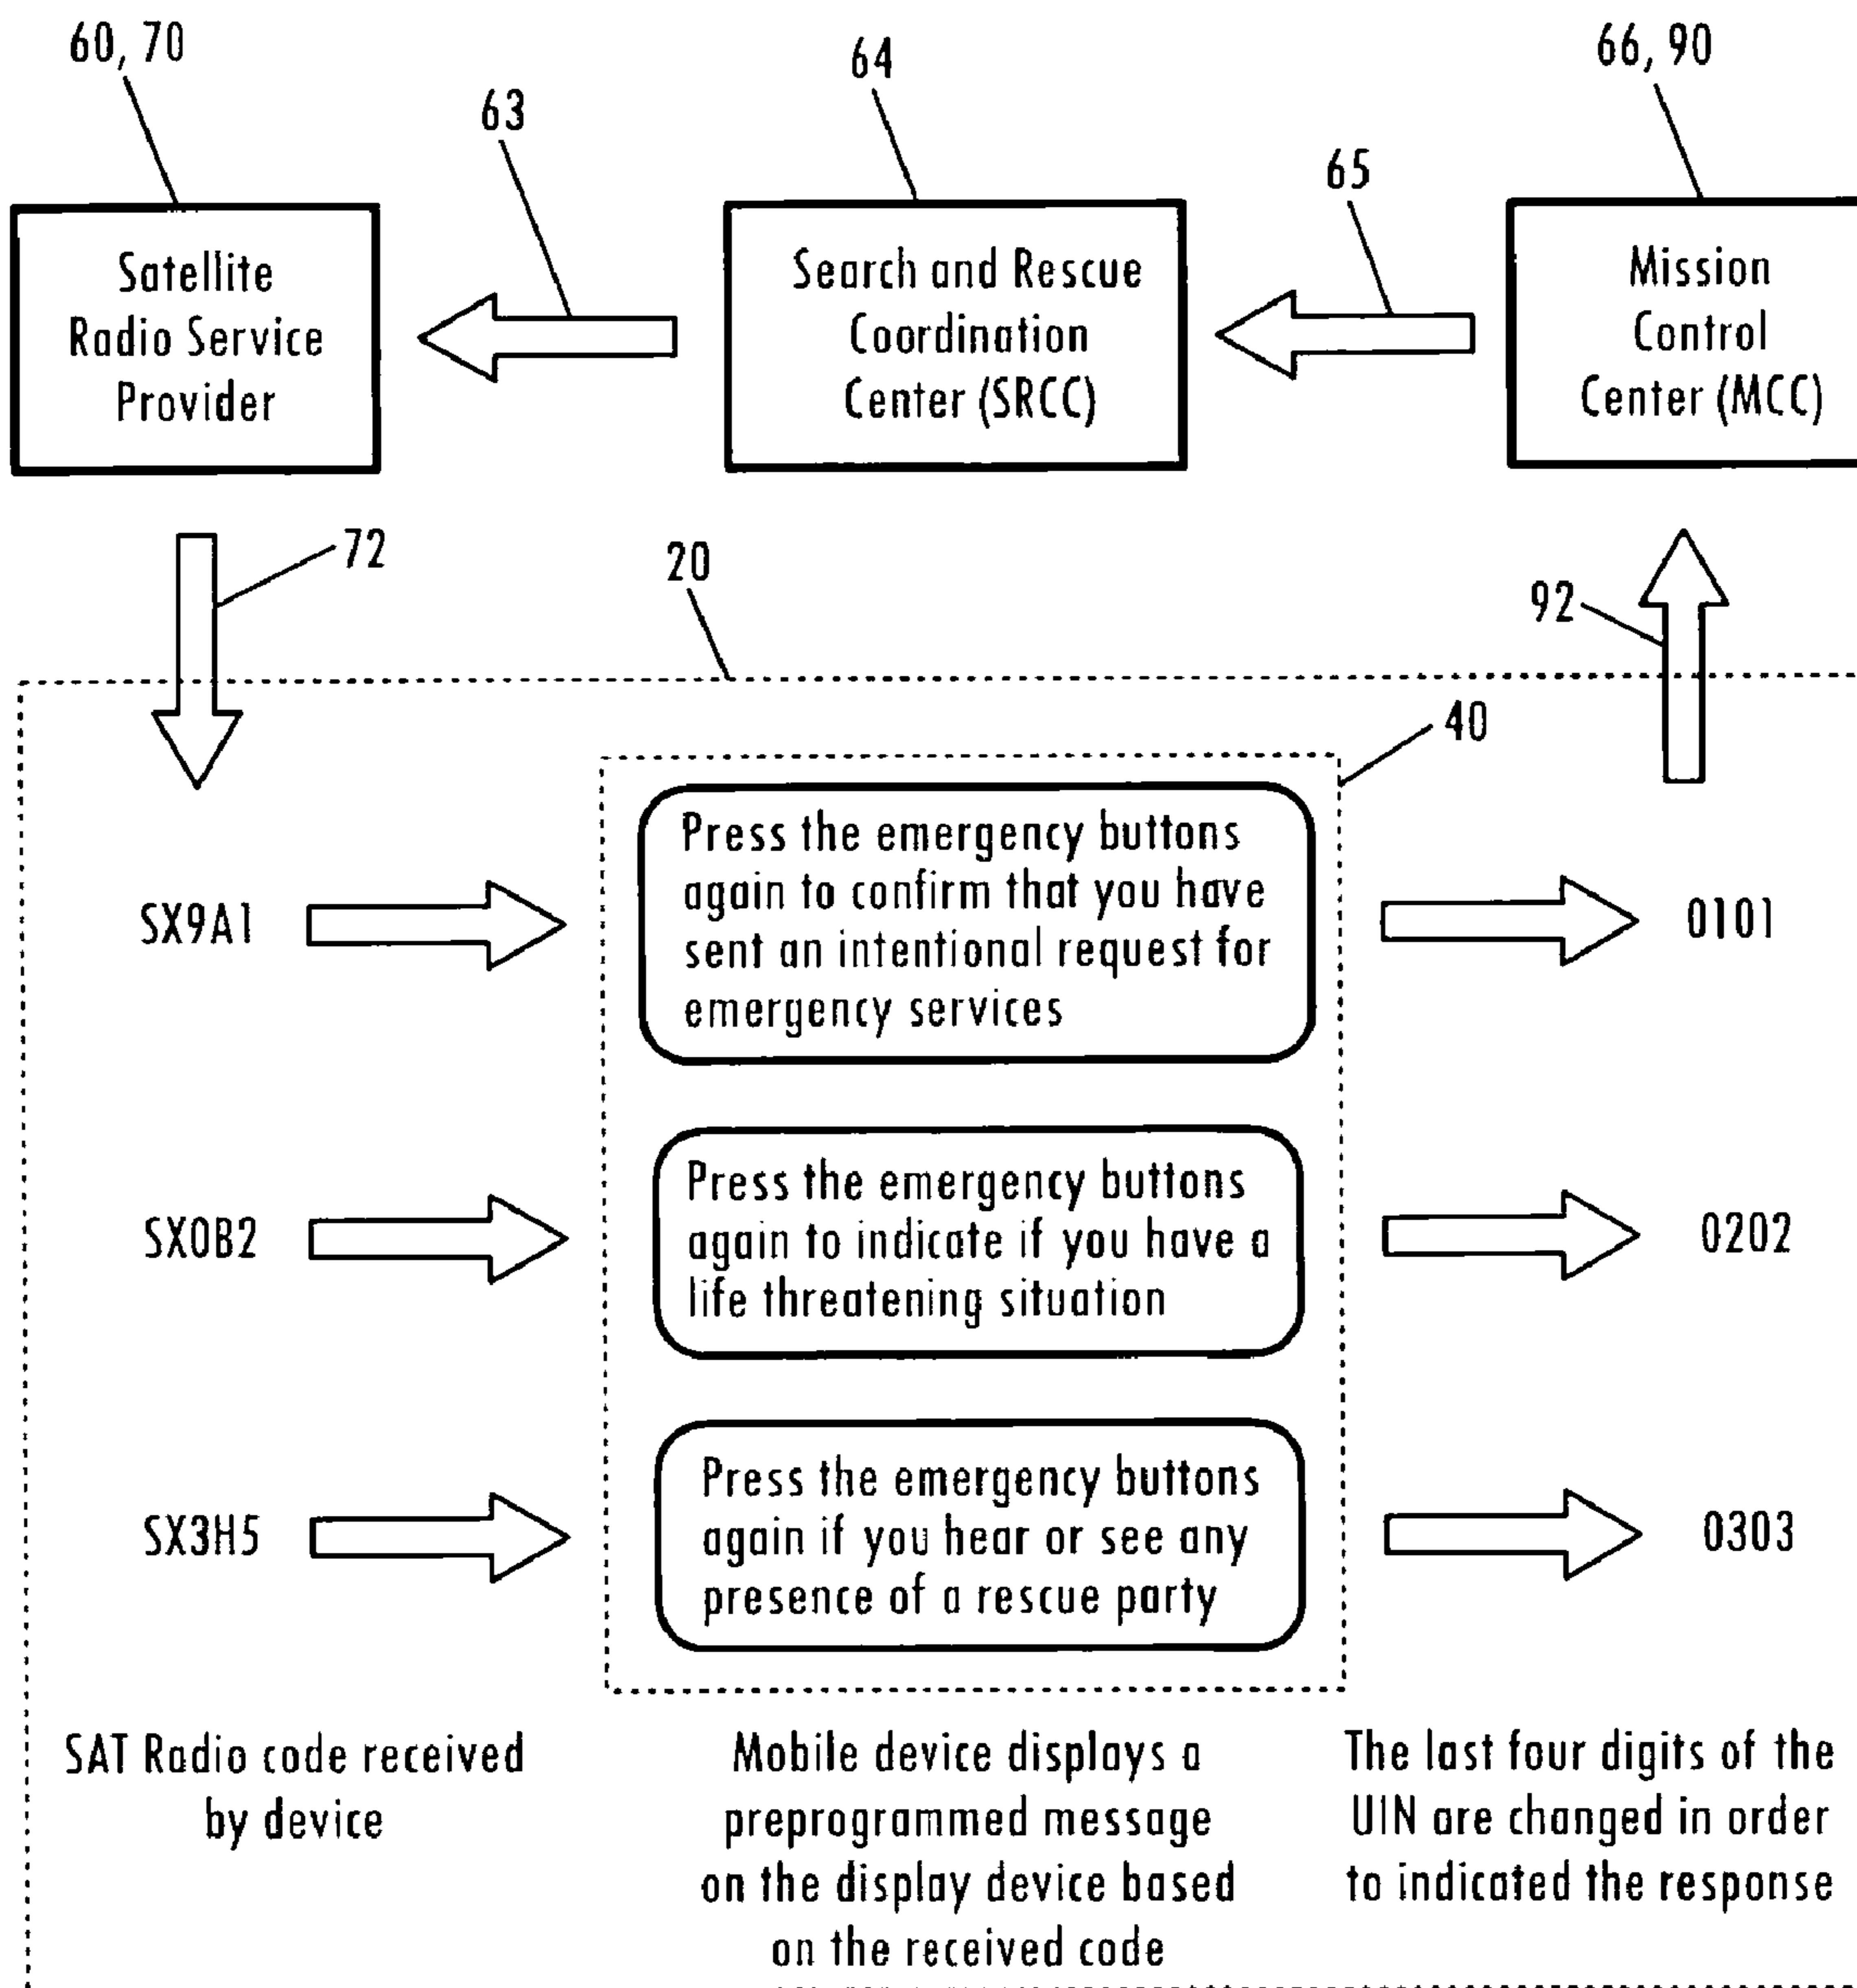 60, 70
63
64
65
66, 90
Satellite
Radio Service
Provider
Search and Rescue
Coordination
Center (SRCC)
Mission
Control
Center (MCC)
72
20
92
40
SX9A1
Press the emergency buttons
again to confirm that you have
sent an intentional request for
emergency services
0101
SX0B2
Press the emergency buttons
again to indicate if you have a
life threatening situation
0202
SX3H5
Press the emergency buttons
again if you hear or see any
presence of a rescue party
0303
SAT Radio code received
by device
Mobile device displays a
preprogrammed message
on the display device based
on the received code
The last four digits of the
UIN are changed in order
to indicated the response